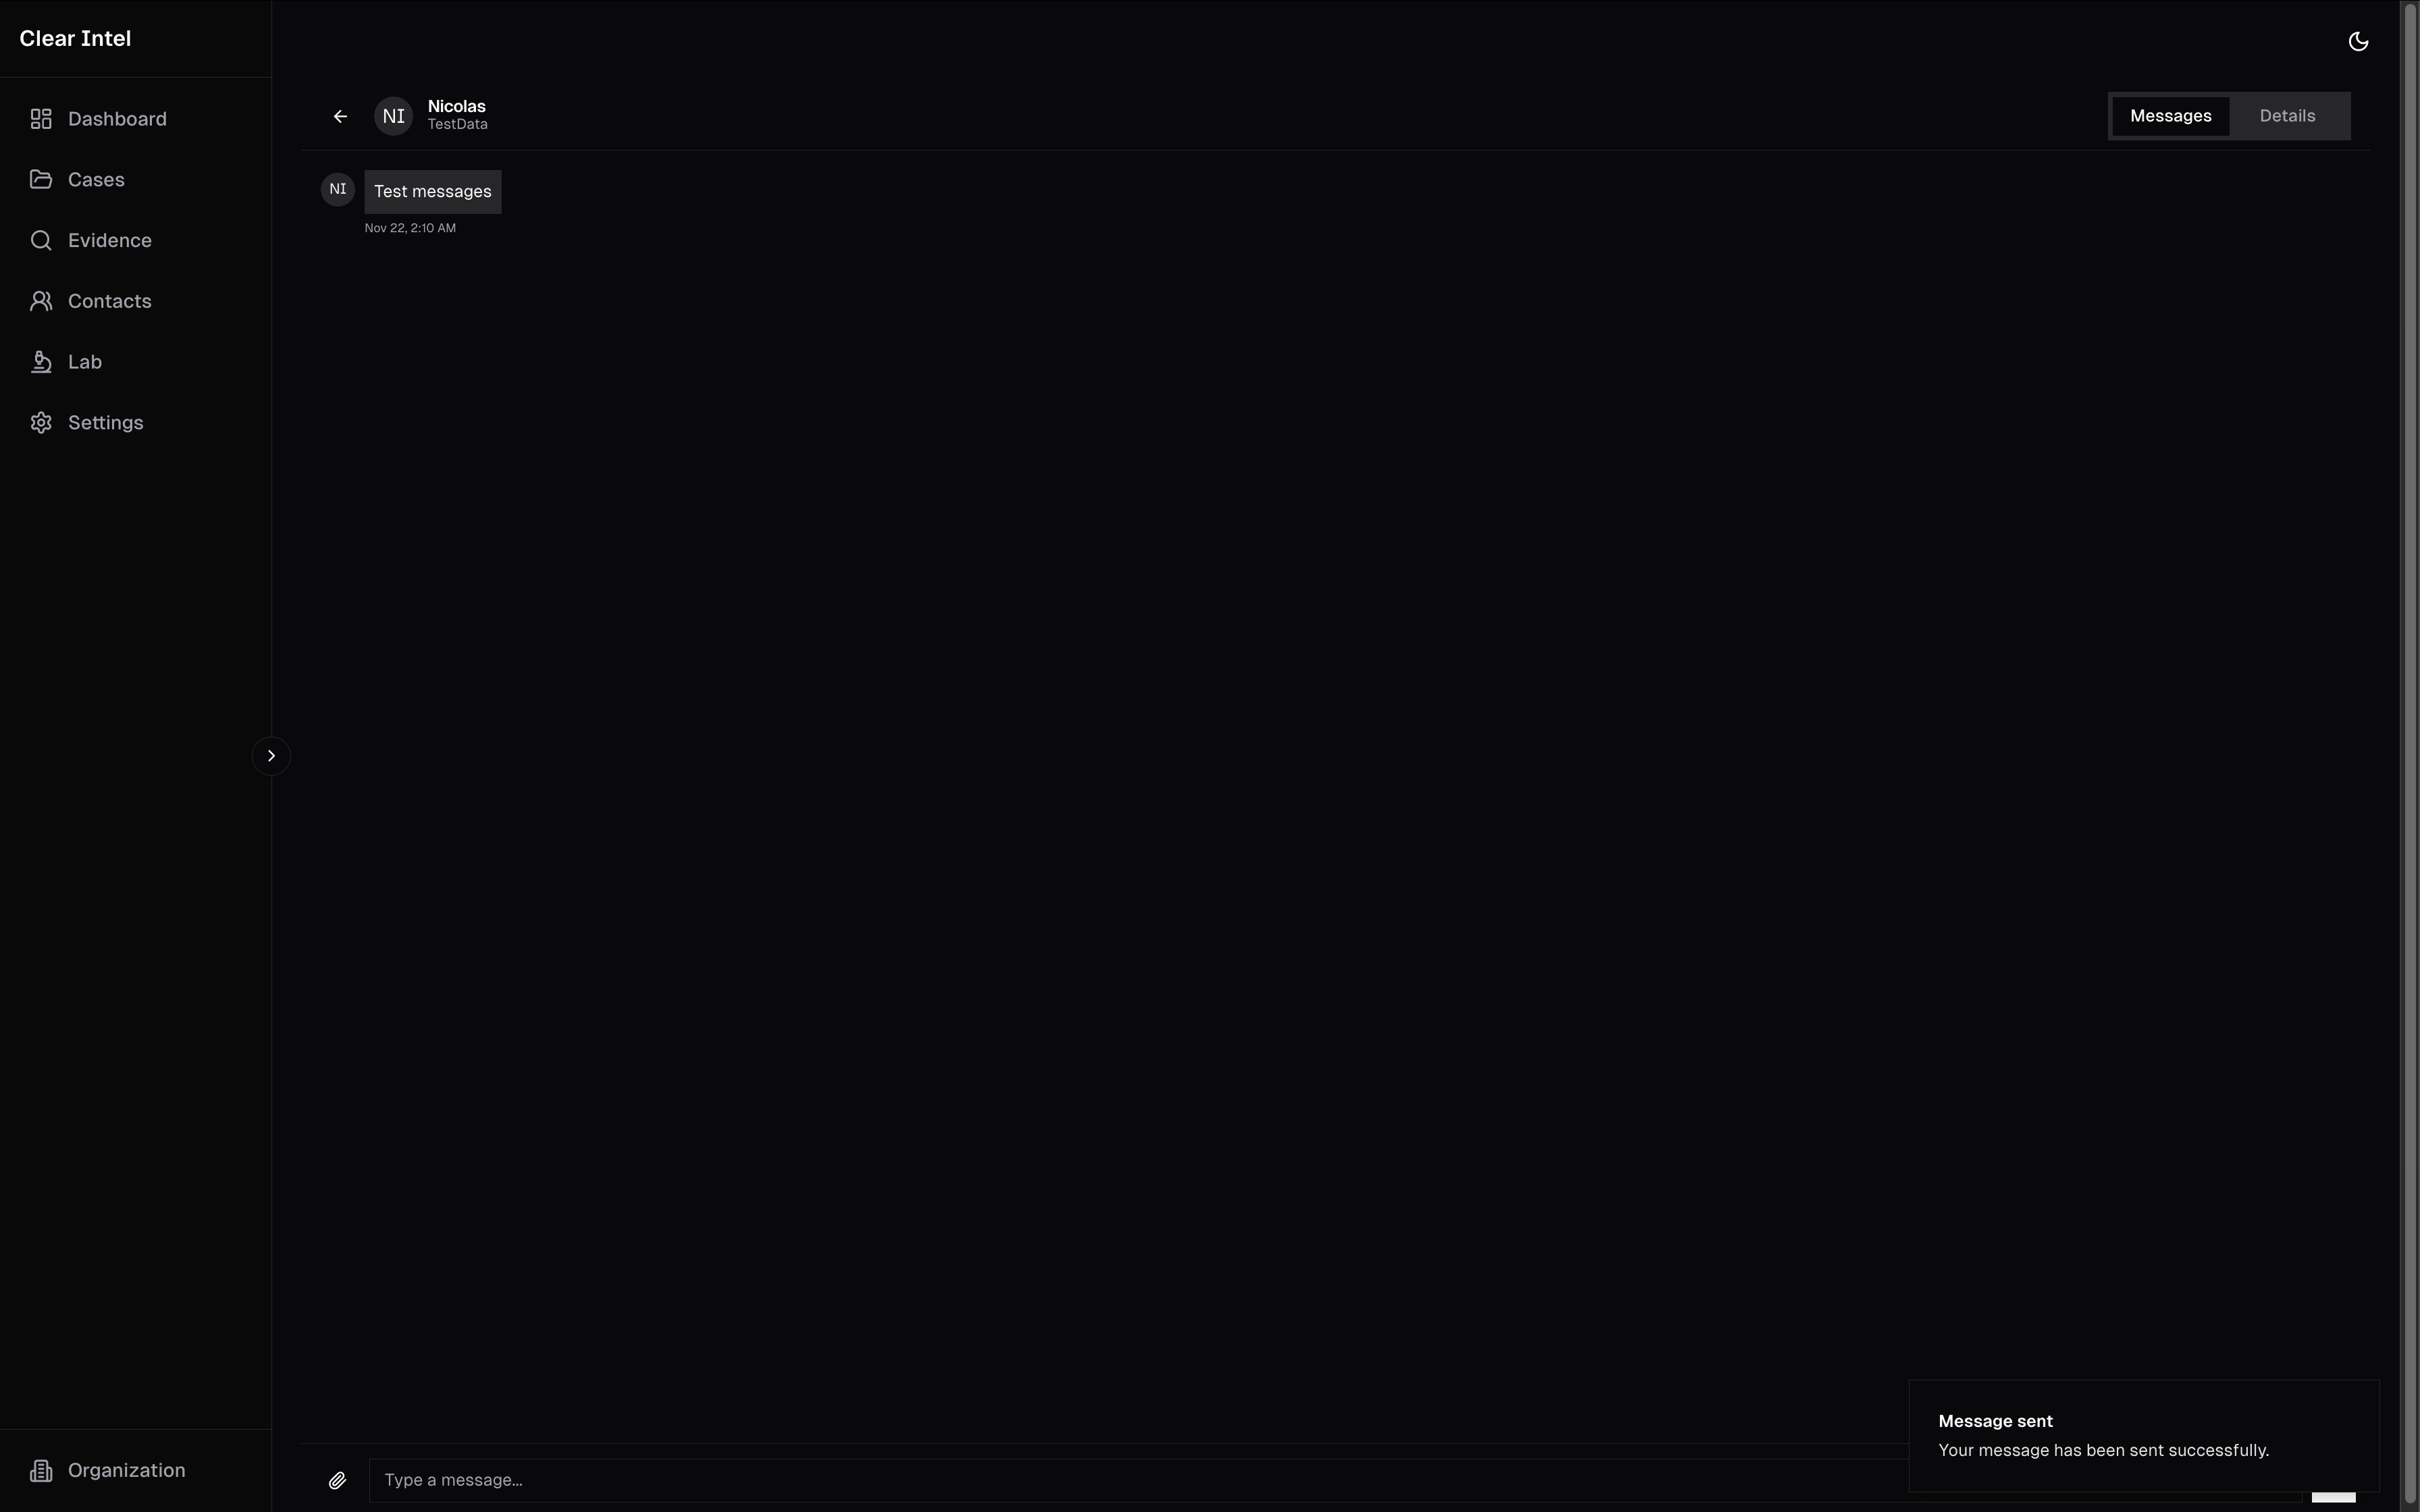 Clear Intel
Dashboard
Cases
Evidence
Contacts
Lab
Settings
Organization
NI
Nicolas
TestData
Messages
Details
NI
Test messages
Nov 22, 2:10 AM
Type a message...
Message sent
Your message has been sent successfully.